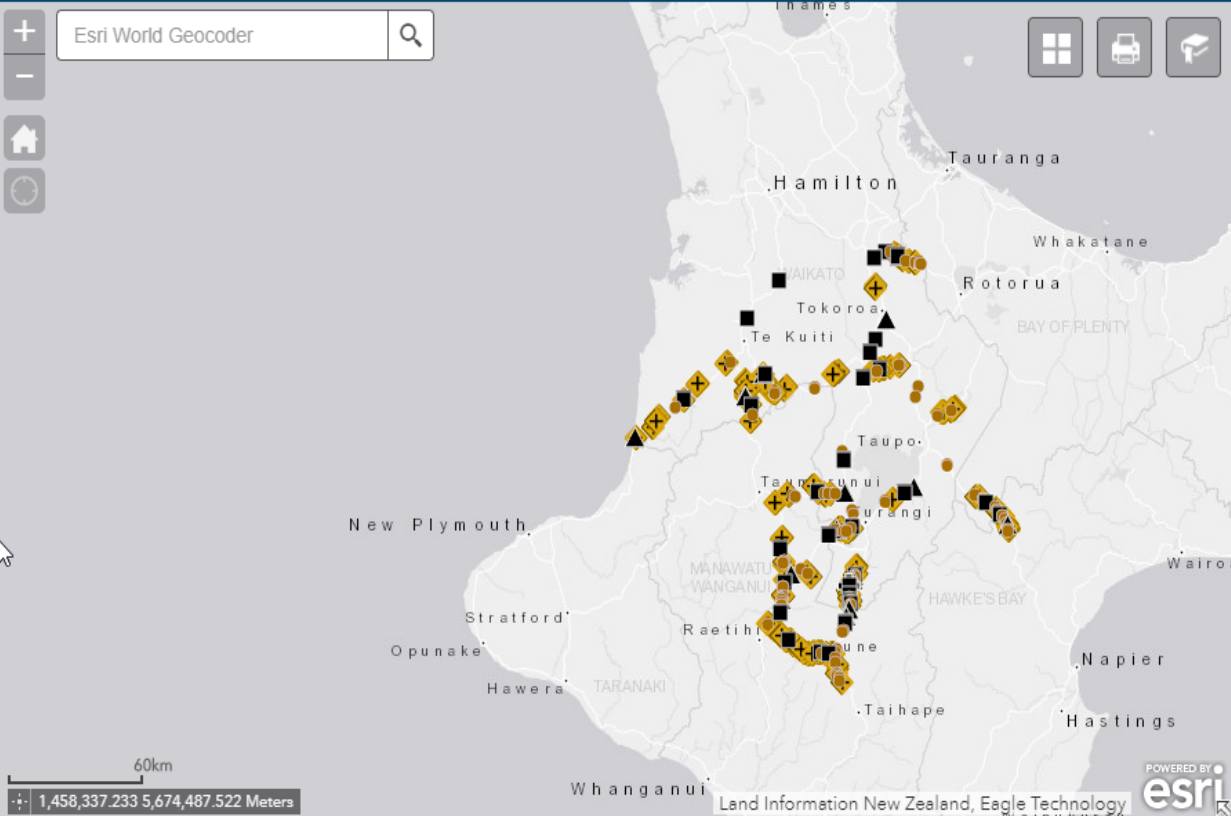 Thames
Esri World Geocoder
Tauranga
Hamilton
Whakatane
WAIKATO
Rotorua
Tokoroa
BAY OF PLENTY
Te Kuiti
Taupo
Taumarunui
Turangi
New Plymouth
Wairo
MANAWATU
WANGANUI
HAWKE'S BAY
Stratford
Raetihi
une
Opunake
Napier
Hawera
TARANAKI
Taihape
Hastings
60km
POWERED BY
esri
Whanganui
1,458,337.233 5,674,487.522 Meters
Land Information New Zealand, Eagle Technology